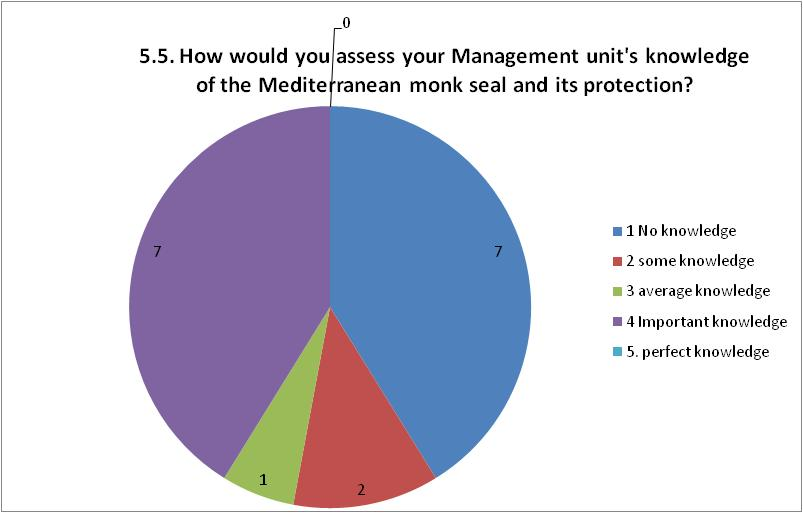 0
5.5. How would you assess your Management unit's knowledge
of the Mediterranean monk seal and its protection?
7
7
1
2
1 No knowledge
2 some knowledge
3 average knowledge
4 Important knowledge
5. perfect knowledge